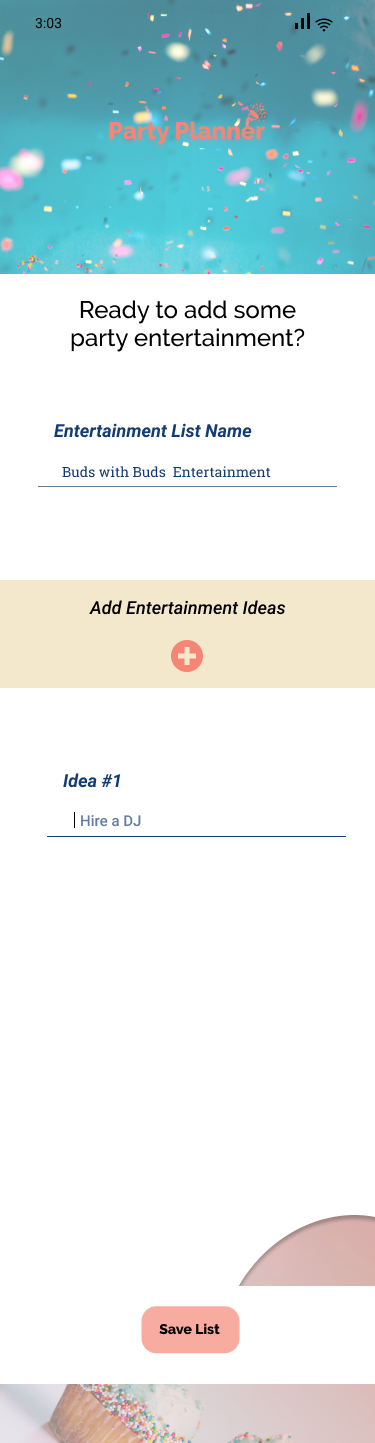 3:03
Party Planner
Ready to add some
party entertainment?
Entertainment List Name
Buds with Buds Entertainment
Add Entertainment Ideas
Idea #1
Hire a DJ
Save List